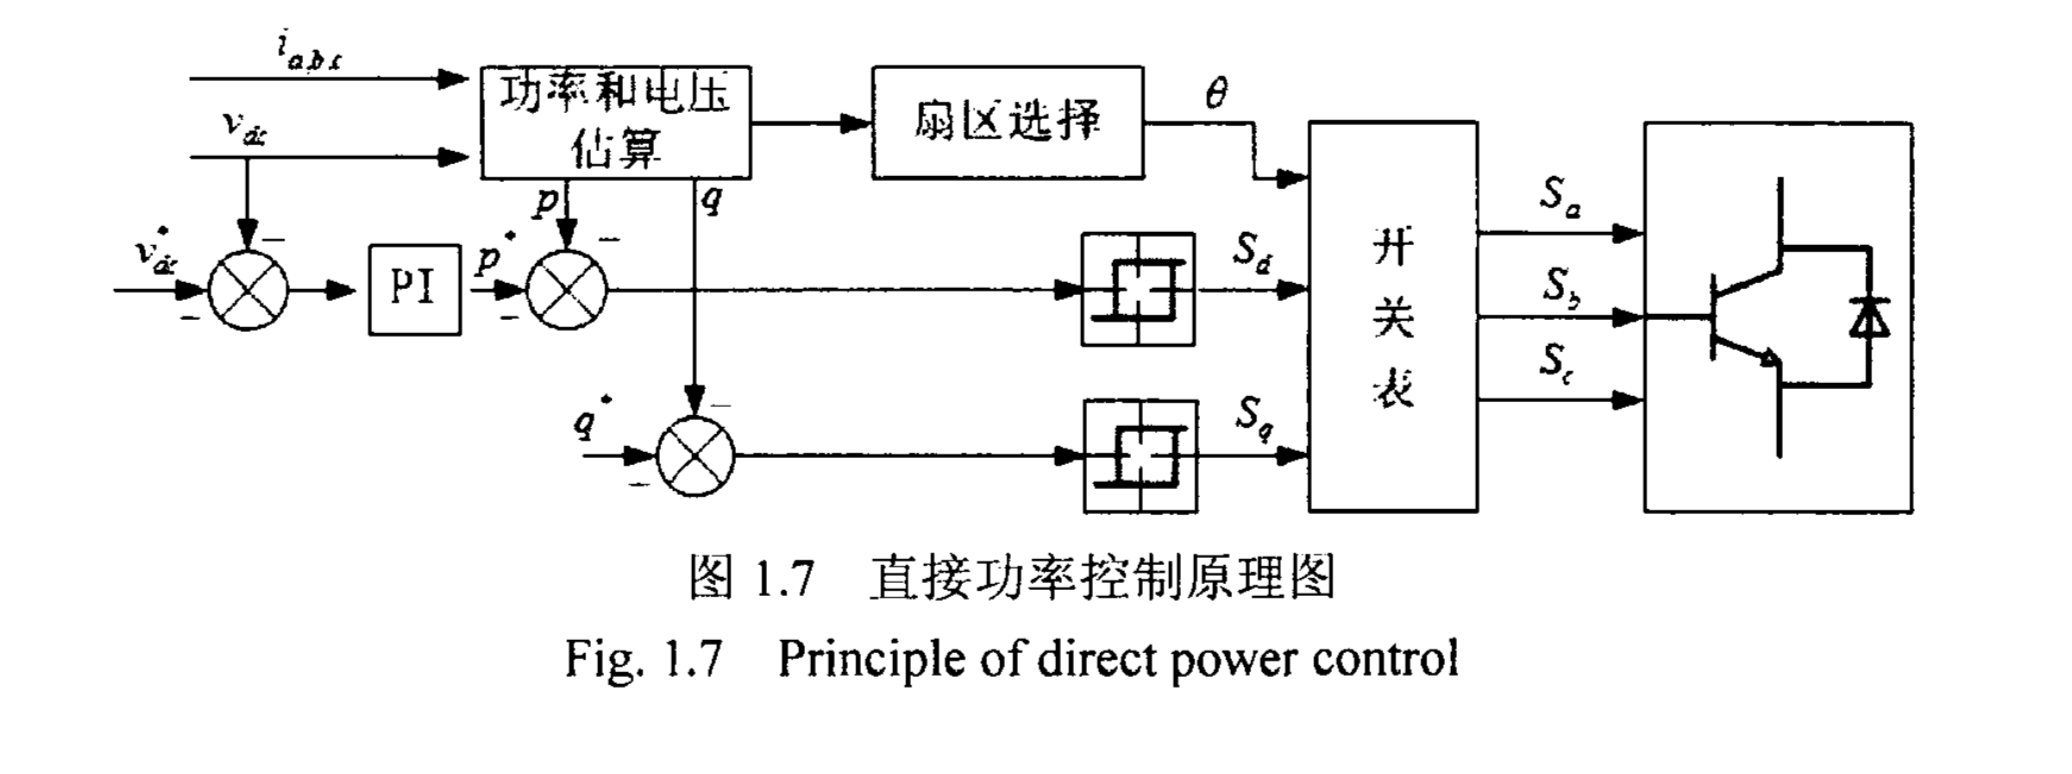 i_{a,b,c}
v_{dc}
功率和电压
估算
扇区选择
θ
p
q
v_{dc}^*
PI
p^*
S_d
q^*
S_q
开
关
表
S_a
S_b
S_c
图 1.7 直接功率控制原理图
Fig. 1.7 Principle of direct power control